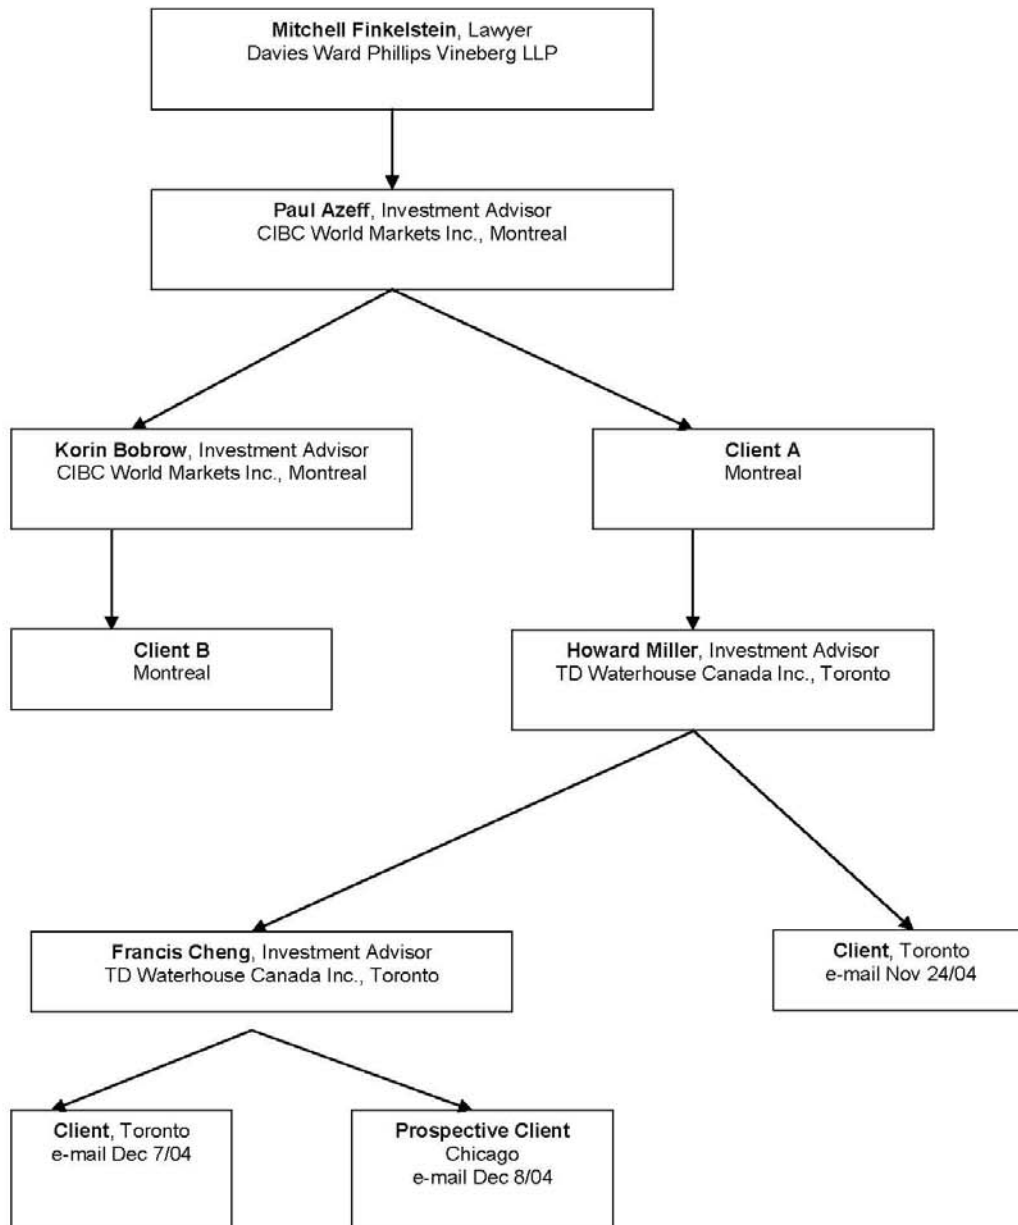 Mitchell Finkelstein, Lawyer
Davies Ward Phillips Vineberg LLP
Paul Azeff, Investment Advisor
CIBC World Markets Inc., Montreal
Korin Bobrow, Investment Advisor
CIBC World Markets Inc., Montreal
Client A
Montreal
Client B
Montreal
Howard Miller, Investment Advisor
TD Waterhouse Canada Inc., Toronto
Francis Cheng, Investment Advisor
TD Waterhouse Canada Inc., Toronto
Client, Toronto
e-mail Nov 24/04
Client, Toronto
e-mail Dec 7/04
Prospective Client
Chicago
e-mail Dec 8/04